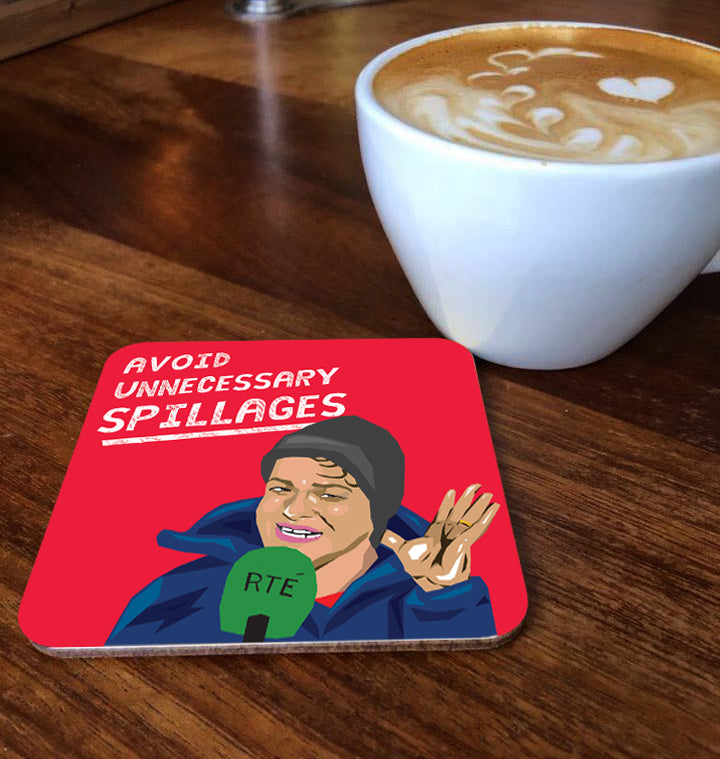 AVOID
UNNECESSARY
SPILLAGES
RTÉ